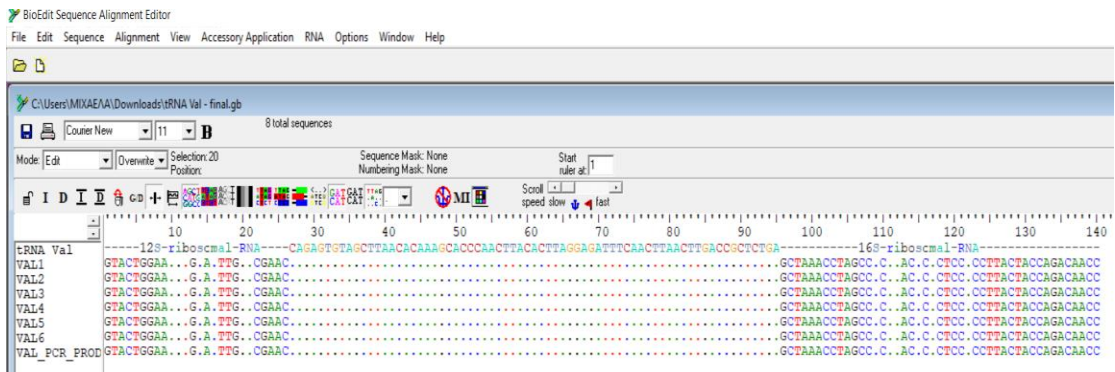 BioEdit Sequence Alignment Editor
File Edit Sequence Alignment View Accessory Application RNA Options Window Help
C:\Users\ΜΙΧΑΕΛΑ\Downloads\tRNA Val - final.gb
Courier New 11 B 8 total sequences
Mode: Edit Overwrite Selection: 20 Sequence Mask: None Start
Position: Numbering Mask: None ruler at: 1
I D I D G/D MI Scroll
speed slow fast
10 20 30 40 50 60 70 80 90 100 110 120 130 140
tRNA Val -----12S-riboscmal-RNA----CAGAGTGTAGCTTAACACAAAGCACCCAACTTACACTTAGGAGATTTCAACTTAACTTGACCGCTCTGA-----------16S-riboscmal-RNA-----------------
VAL1 GTACTGGAA...G.A.TTG..CGAAC.....................................................................GCTAAACCTAGCC.C..AC.C.CTCC.CCTTACTACCAGACAACC
VAL2 GTACTGGAA...G.A.TTG..CGAAC.....................................................................GCTAAACCTAGCC.C..AC.C.CTCC.CCTTACTACCAGACAACC
VAL3 GTACTGGAA...G.A.TTG..CGAAC.....................................................................GCTAAACCTAGCC.C..AC.C.CTCC.CCTTACTACCAGACAACC
VAL4 GTACTGGAA...G.A.TTG..CGAAC.....................................................................GCTAAACCTAGCC.C..AC.C.CTCC.CCTTACTACCAGACAACC
VAL5 GTACTGGAA...G.A.TTG..CGAAC.....................................................................GCTAAACCTAGCC.C..AC.C.CTCC.CCTTACTACCAGACAACC
VAL6 GTACTGGAA...G.A.TTG..CGAAC.....................................................................GCTAAACCTAGCC.C..AC.C.CTCC.CCTTACTACCAGACAACC
VAL_PCR_PROD GTACTGGAA...G.A.TTG..CGAAC.....................................................................GCTAAACCTAGCC.C..AC.C.CTCC.CCTTACTACCAGACAACC